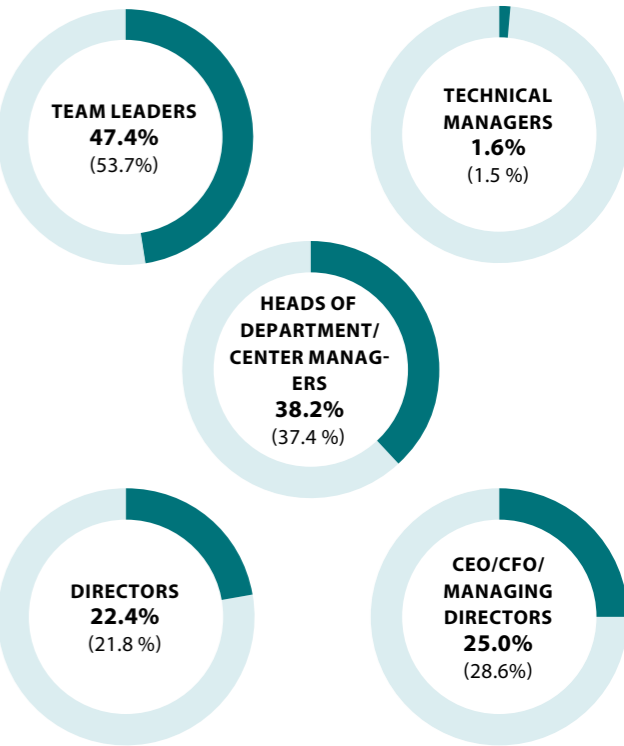 TEAM LEADERS
47.4%
(53.7%)
TECHNICAL
MANAGERS
1.6%
(1.5 %)
HEADS OF
DEPARTMENT/
CENTER MANAG-
ERS
38.2%
(37.4 %)
DIRECTORS
22.4%
(21.8 %)
CEO/CFO/
MANAGING
DIRECTORS
25.0%
(28.6%)